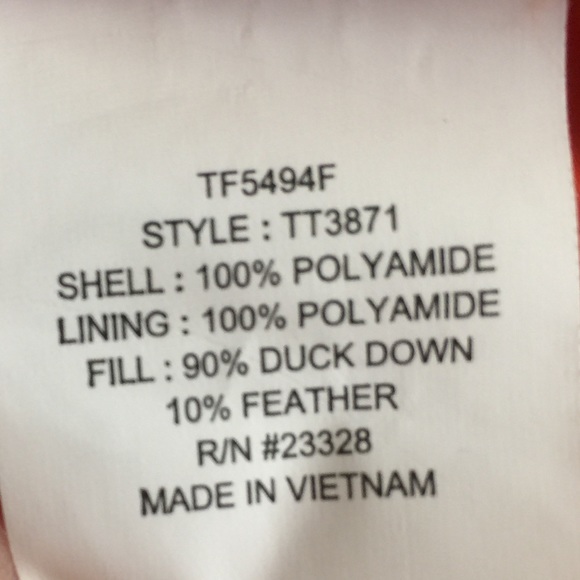 TF5494F
STYLE : TT3871
SHELL : 100% POLYAMIDE
LINING : 100% POLYAMIDE
FILL : 90% DUCK DOWN
10% FEATHER
R/N #23328
MADE IN VIETNAM